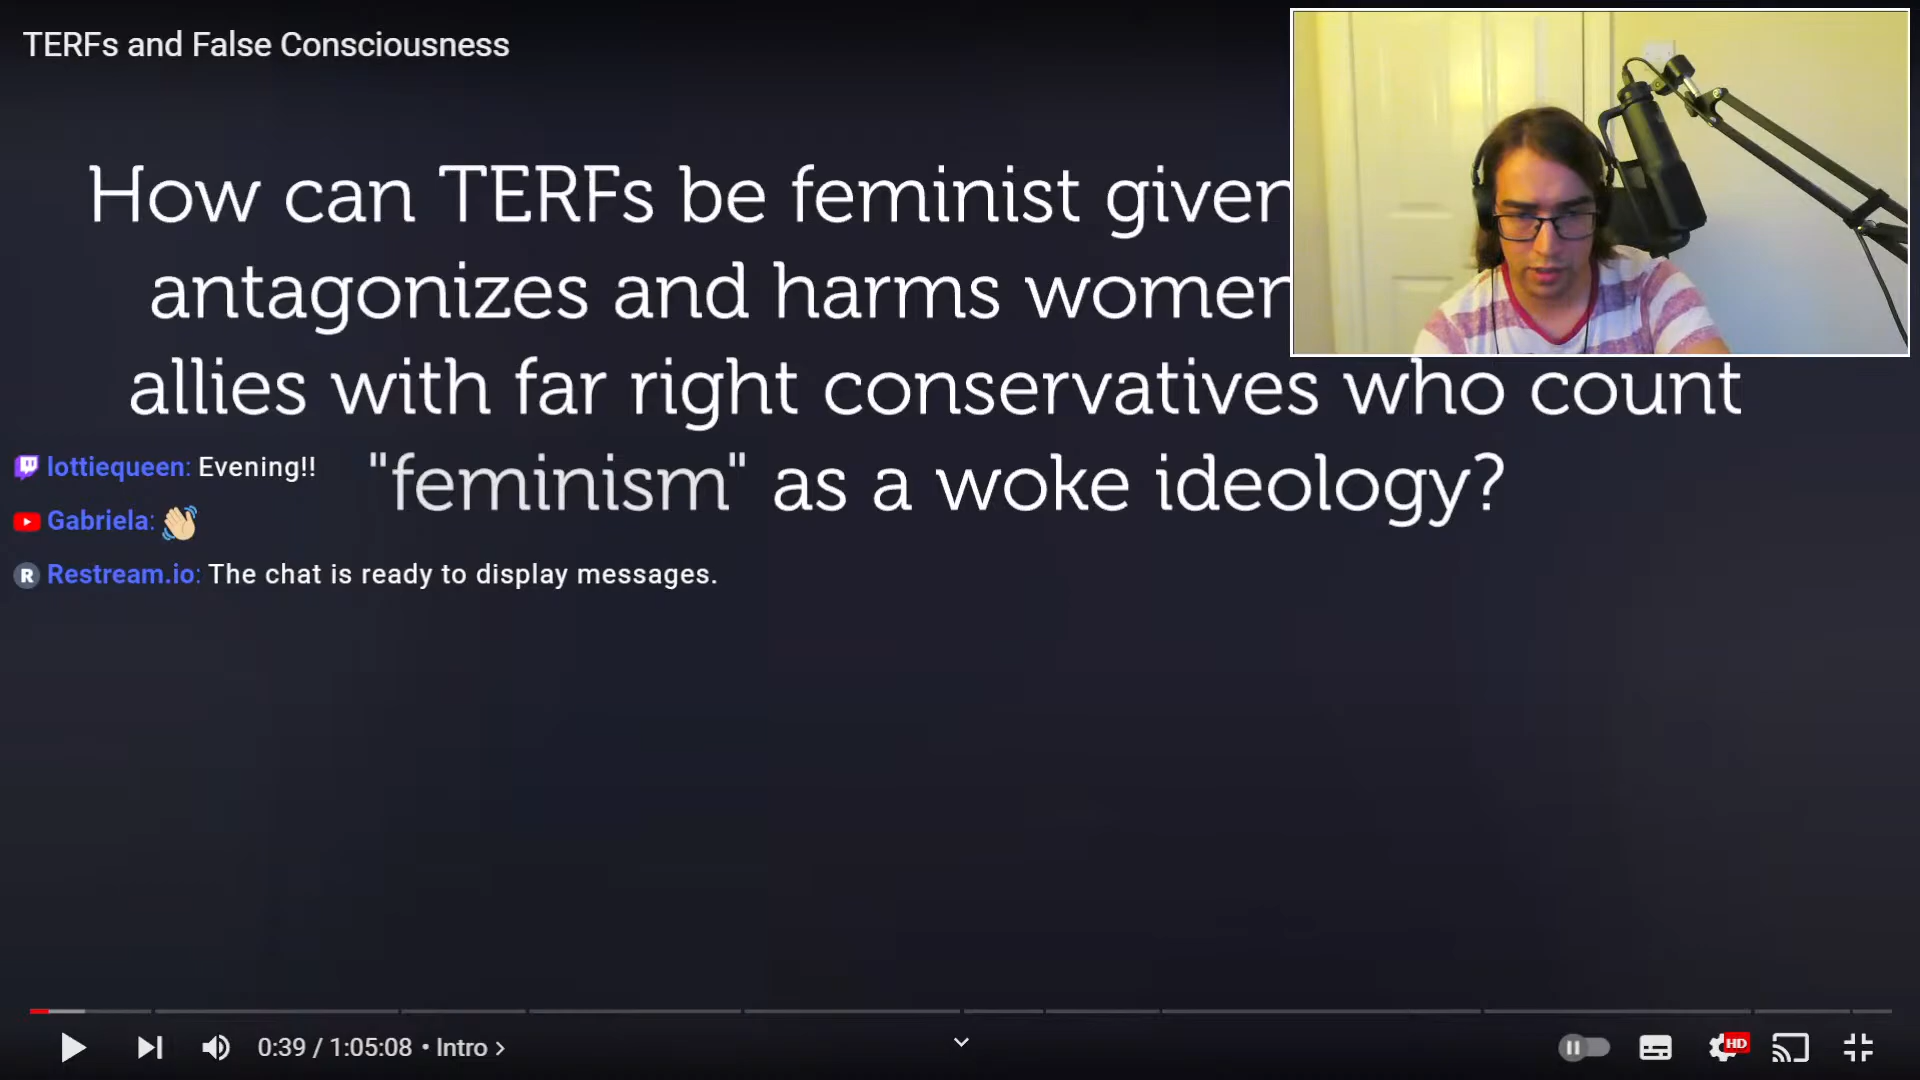 TERFs and False Consciousness
How can TERFs be feminist given
antagonizes and harms women
allies with far right conservatives who count
"feminism" as a woke ideology?
lottiequeen: Evening!!
Gabriela: 👋🏼
R Restream.io: The chat is ready to display messages.
0:39 / 1:05:08 • Intro >
HD